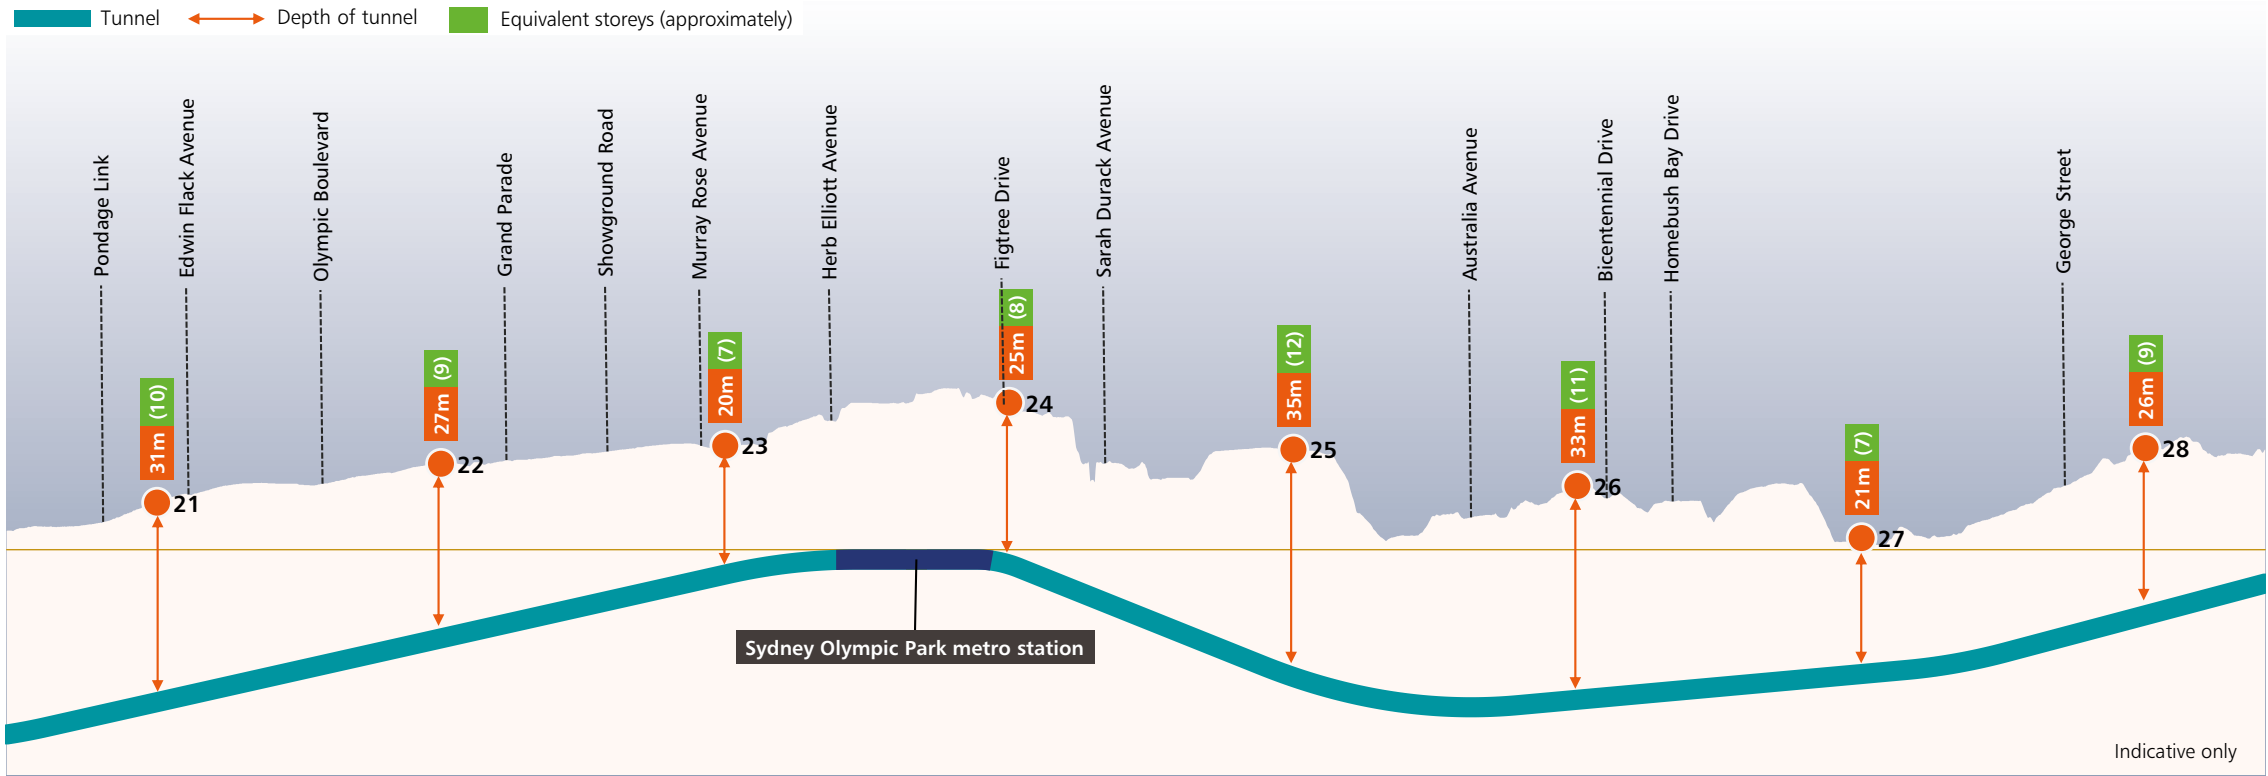 Tunnel
Depth of tunnel
Equivalent storeys (approximately)
Pondage Link
Edwin Flack Avenue
Olympic Boulevard
Grand Parade
Showground Road
Murray Rose Avenue
Herb Elliott Avenue
Figtree Drive
Sarah Durack Avenue
Australia Avenue
Bicentennial Drive
Homebush Bay Drive
George Street
31m (10)
21
27m (9)
22
20m (7)
23
25m (8)
24
35m (12)
25
33m (11)
26
21m (7)
27
26m (9)
28
Sydney Olympic Park metro station
Indicative only